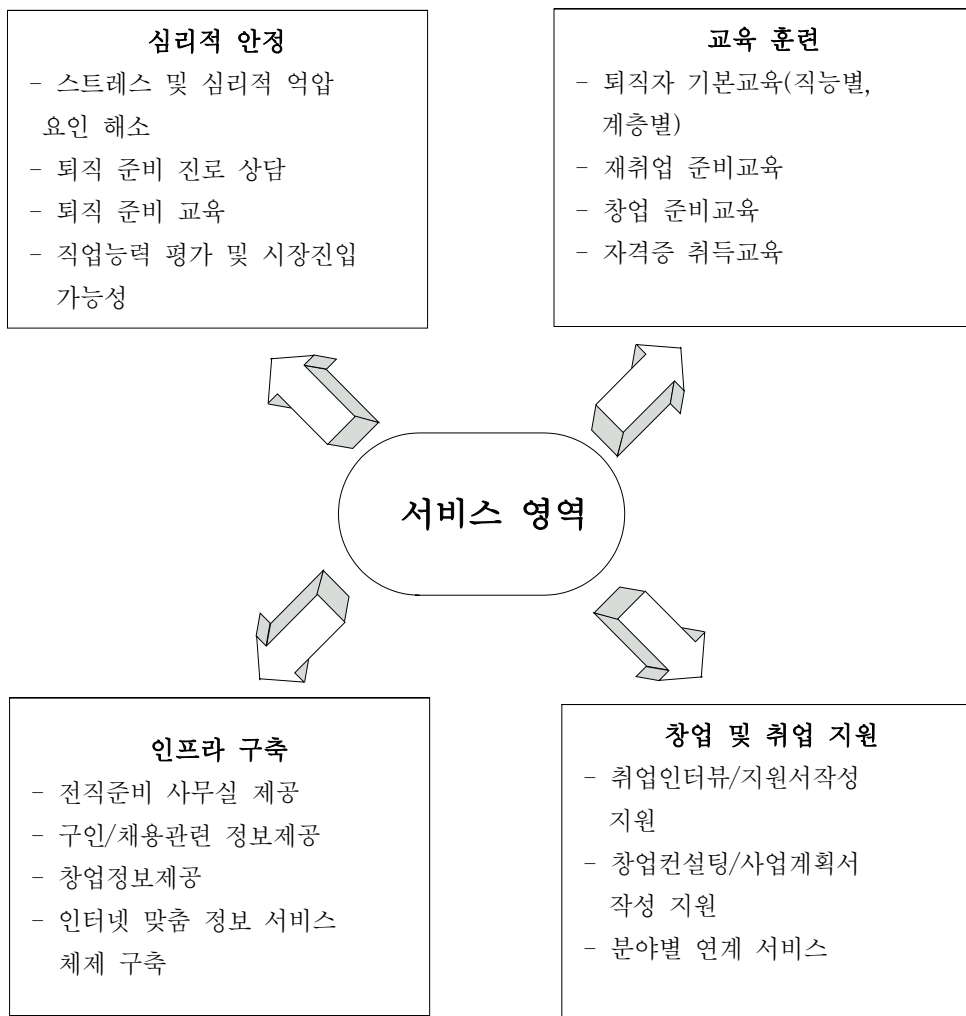 심리적 안정
- 스트레스 및 심리적 억압
요인 해소
- 퇴직 준비 진로 상담
- 퇴직 준비 교육
- 직업능력 평가 및 시장진입
가능성
교육 훈련
- 퇴직자 기본교육(직능별,
계층별)
- 재취업 준비교육
- 창업 준비교육
- 자격증 취득교육
서비스 영역
인프라 구축
- 전직준비 사무실 제공
- 구인/채용관련 정보제공
- 창업정보제공
- 인터넷 맞춤 정보 서비스
체제 구축
창업 및 취업 지원
- 취업인터뷰/지원서작성
지원
- 창업컨설팅/사업계획서
작성 지원
- 분야별 연계 서비스